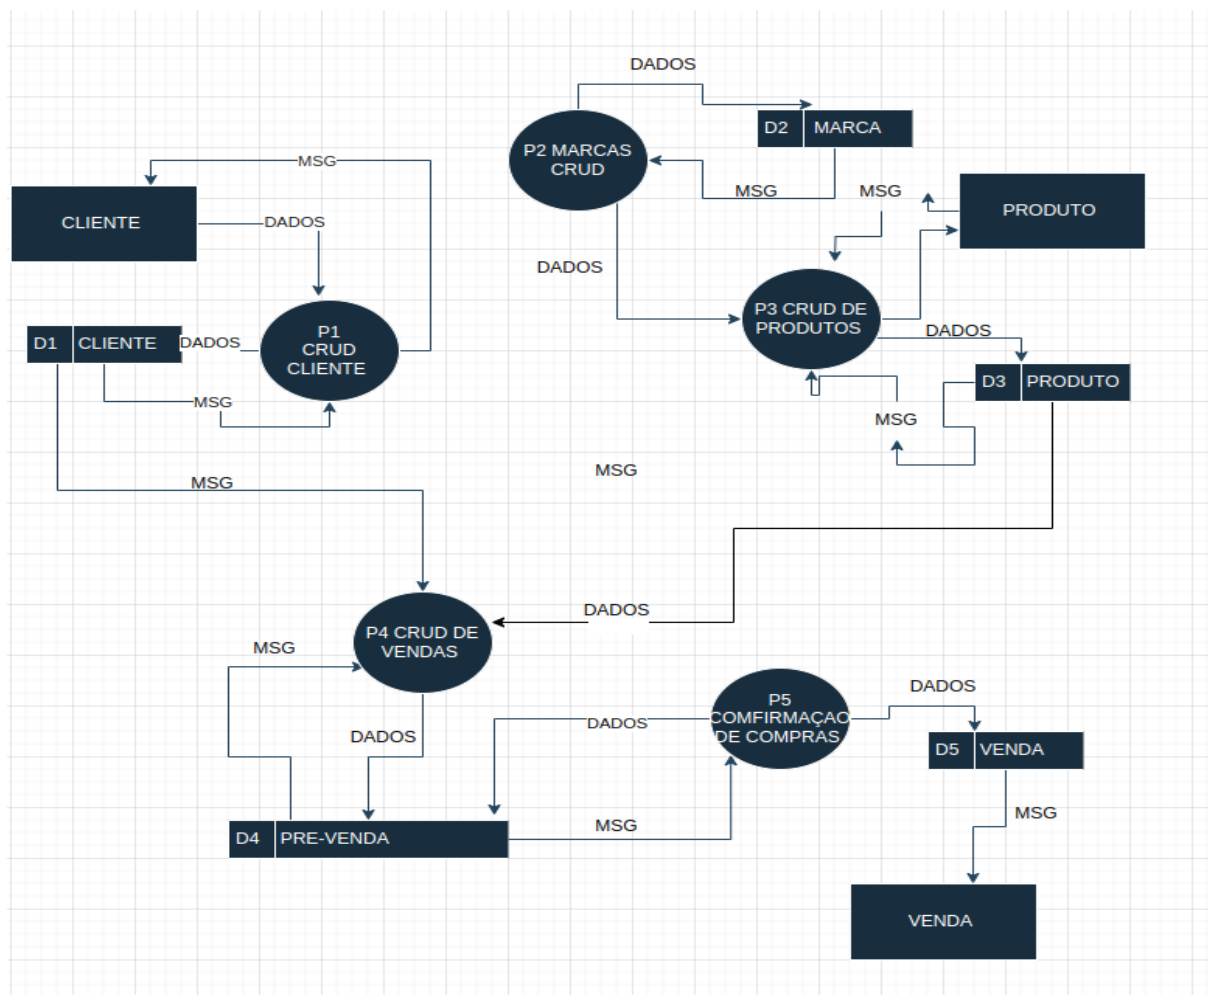 DADOS
D2 MARCA
P2 MARCAS
CRUD
MSG
MSG
MSG
PRODUTO
CLIENTE
DADOS
DADOS
P3 CRUD DE
PRODUTOS
DADOS
P1
CRUD
CLIENTE
D1 CLIENTE
DADOS
D3 PRODUTO
MSG
MSG
MSG
MSG
DADOS
P4 CRUD DE
VENDAS
MSG
DADOS
P5
COMFIRMAÇAO
DE COMPRAS
DADOS
DADOS
D5 VENDA
MSG
MSG
D4 PRE-VENDA
VENDA